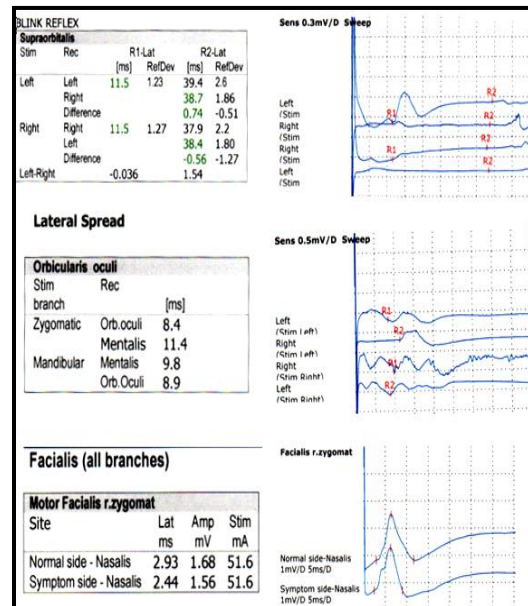 BLINK REFLEX
Supraorbitalis
Stim Rec R1-Lat R2-Lat
[ms] RefDev [ms] RefDev
Left Left 11.5 1.23 39.4 2.6
Right 38.7 1.86
Difference 0.74 -0.51
Right Right 11.5 1.27 37.9 2.2
Left 38.4 1.80
Difference -0.56 -1.27
Left-Right -0.036 1.54
Sens 0.3mV/D Sweep
Left
/Stim
Right
/Stim
Right
/Stim
Left
/Stim
R1
R2
R2
R2
R1
R2
Lateral Spread
Orbicularis oculi
Stim Rec
branch [ms]
Zygomatic Orb.oculi 8.4
Mentalis 11.4
Mandibular Mentalis 9.8
Orb.Oculi 8.9
Sens 0.5mV/D Sweep
Left
(Stim Left)
Right
(Stim Left)
Right
(Stim Right)
Left
(Stim Right)
R1
R2
R1
R2
Facialis (all branches)
Motor Facialis r.zygomat
Site Lat Amp Stim
ms mV mA
Normal side - Nasalis 2.93 1.68 51.6
Symptom side - Nasalis 2.44 1.56 51.6
Facialis r.zygomat
Normal side-Nasalis
1mV/D 5ms/D
Symptom side-Nasalis
1mV/D 5ms/D